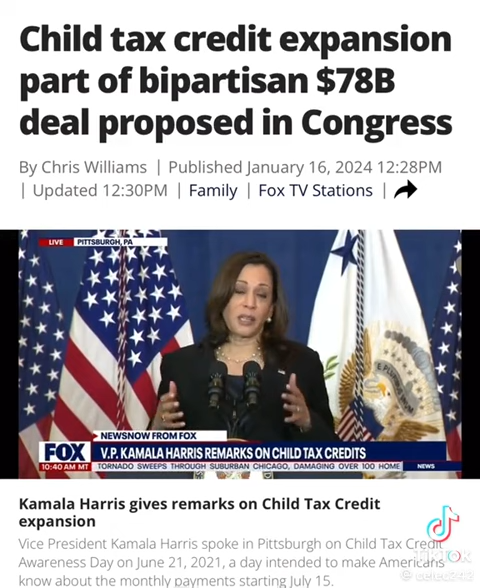 Child tax credit expansion
part of bipartisan $78B
deal proposed in Congress
By Chris Williams | Published January 16, 2024 12:28PM
| Updated 12:30PM | Family | Fox TV Stations |
LIVE PITTSBURGH, PA
NEWSNOW FROM FOX
FOX V.P. KAMALA HARRIS REMARKS ON CHILD TAX CREDITS
10:40 AM MT TORNADO SWEEPS THROUGH SUBURBAN CHICAGO, DAMAGING OVER 100 HOME NEWS
Kamala Harris gives remarks on Child Tax Credit
expansion
Vice President Kamala Harris spoke in Pittsburgh on Child Tax Credit
Awareness Day on June 21, 2021, a day intended to make Americans
know about the monthly payments starting July 15.
TikTok